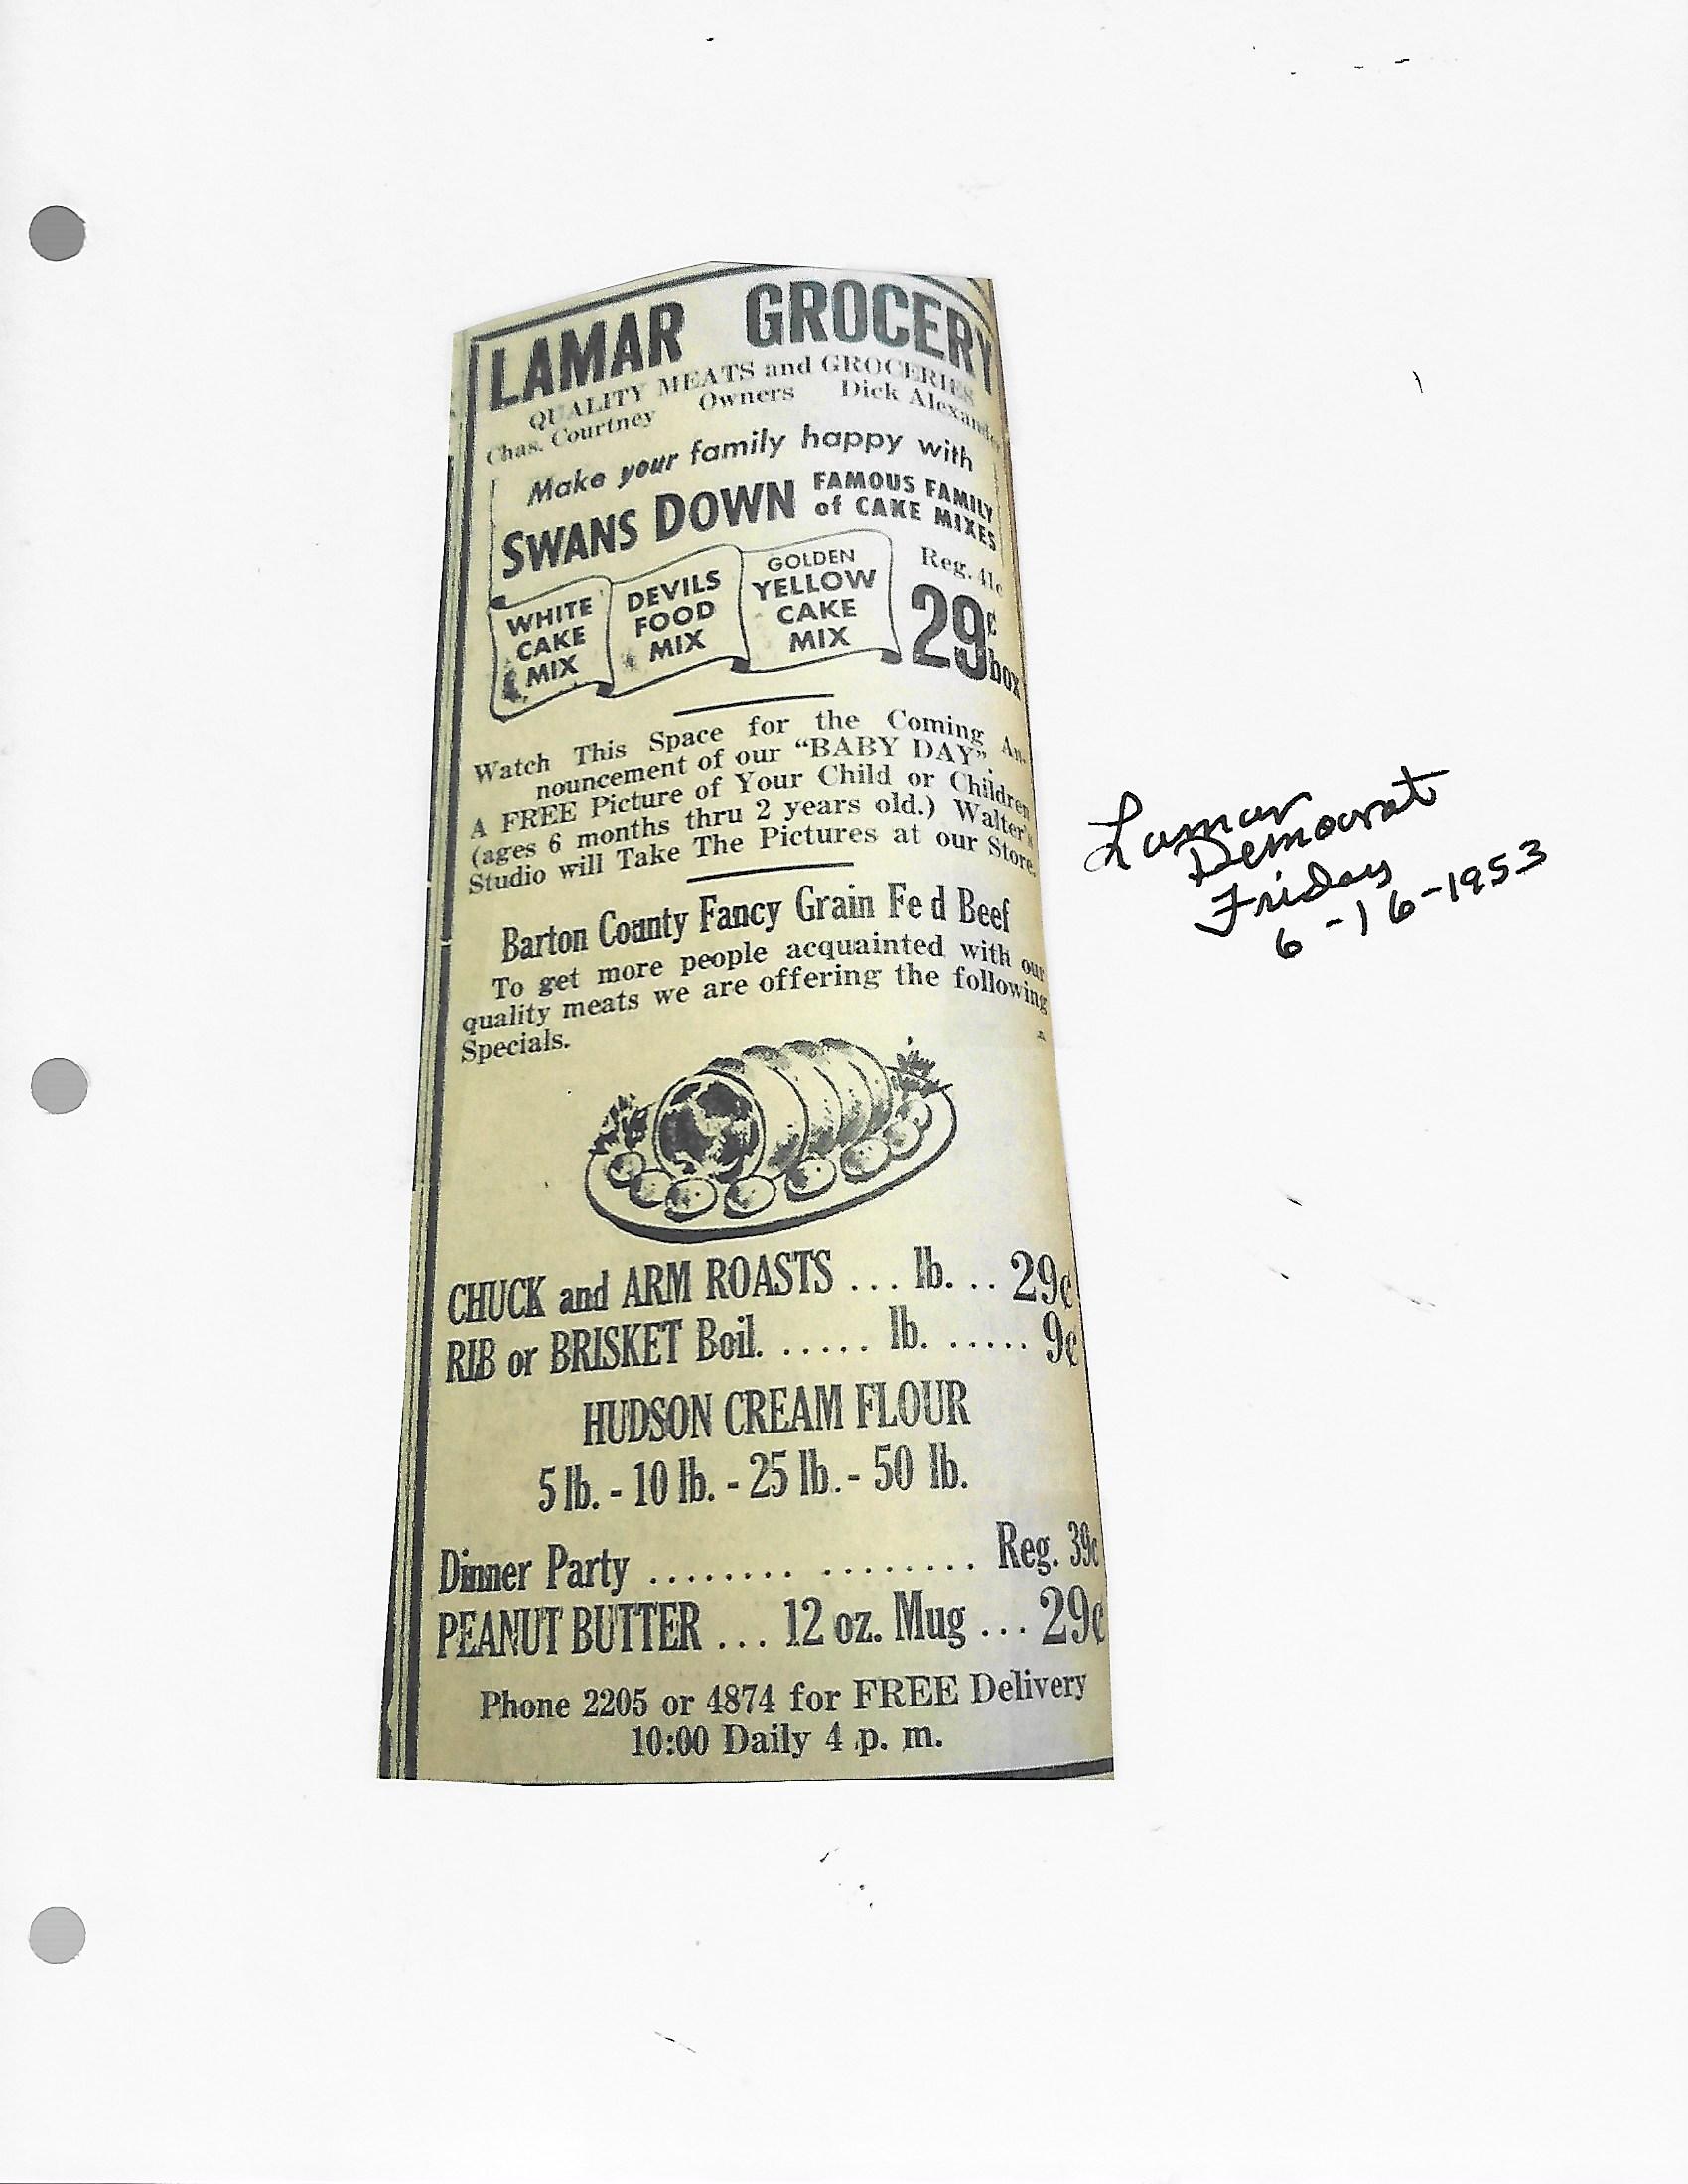 LAMAR GROCERY
QUALITY MEATS and GROCERIES
Chas. Courtney Owners Dick Alexander
Make your family happy with
SWANS DOWN FAMOUS FAMILY
of CAKE MIXES
WHITE
CAKE
MIX
DEVILS
FOOD
MIX
GOLDEN
YELLOW
CAKE
MIX
Reg. 41c
29¢
box
Watch This Space for the Coming An-
nouncement of our “BABY DAY”.
A FREE Picture of Your Child or Children
(ages 6 months thru 2 years old.) Walter's
Studio will Take The Pictures at our Store.
Barton County Fancy Grain Fe d Beef
To get more people acquainted with our
quality meats we are offering the following
Specials.
CHUCK and ARM ROASTS ... lb. .. 29¢
RIB or BRISKET Boil. ...... lb. ..... 9¢
HUDSON CREAM FLOUR
5 lb. - 10 lb. - 25 lb. - 50 lb.
Dinner Party ........ ......... Reg. 39c
PEANUT BUTTER ... 12 oz. Mug ... 29¢
Phone 2205 or 4874 for FREE Delivery
10:00 Daily 4 p. m.
Lamar
Democrat
Friday
6-16-1953